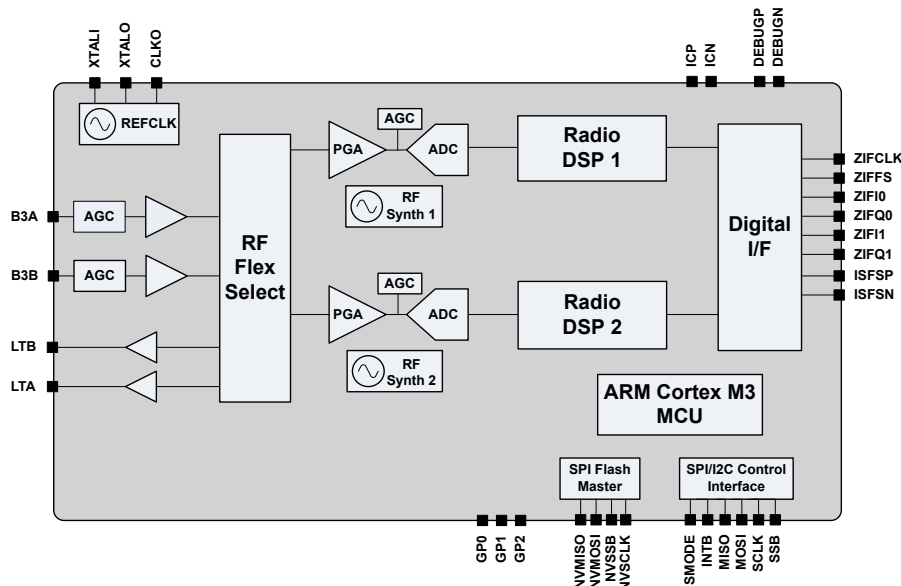 XTALI
XTALO
CLKO
ICP
ICN
DEBUGP
DEBUGN
REFCLK
AGC
PGA
ADC
Radio
DSP 1
RF
Synth 1
B3A
AGC
B3B
AGC
LTB
LTA
RF
Flex
Select
AGC
PGA
ADC
Radio
DSP 2
RF
Synth 2
Digital
I/F
ZIFCLK
ZIFFS
ZIFI0
ZIFQ0
ZIFI1
ZIFQ1
ISFSP
ISFSN
ARM Cortex M3
MCU
SPI Flash
Master
SPI/I2C Control
Interface
GP0
GP1
GP2
NVMISO
NVMOSI
NVSSB
NVSCLK
SMODE
INTB
MISO
MOSI
SCLK
SSB